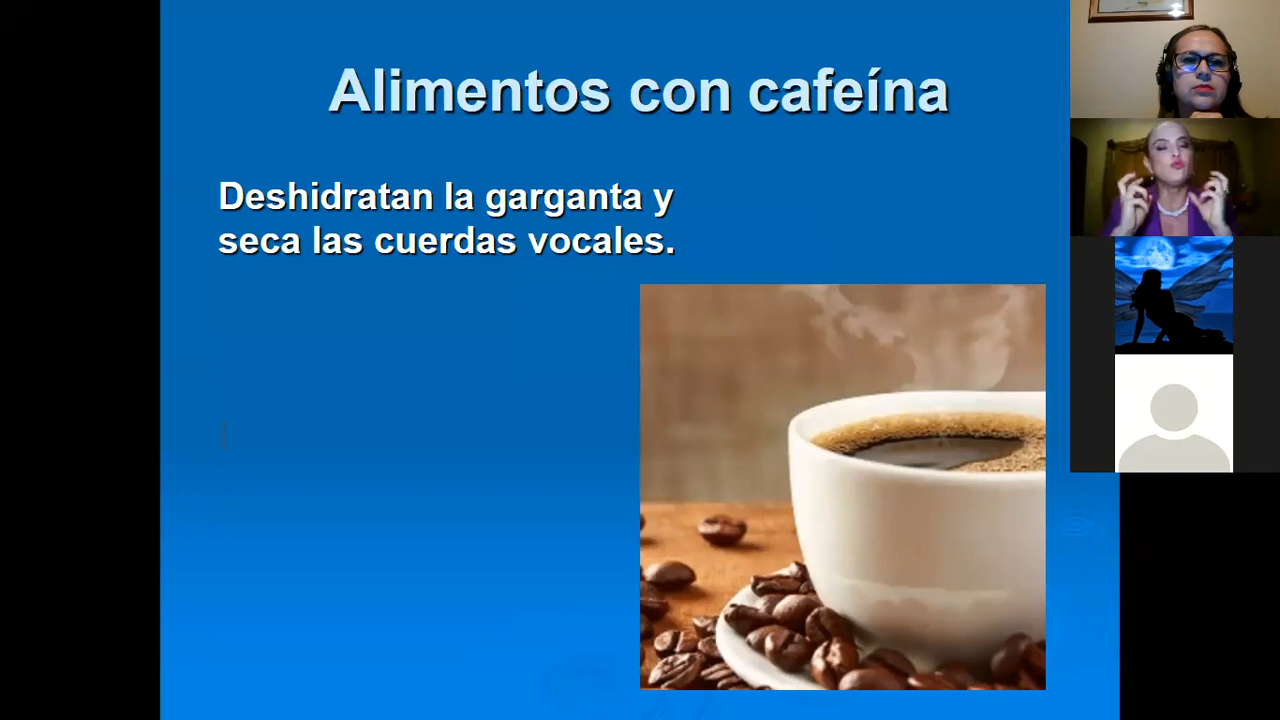 Alimentos con cafeína
Deshidratan la garganta y
seca las cuerdas vocales.